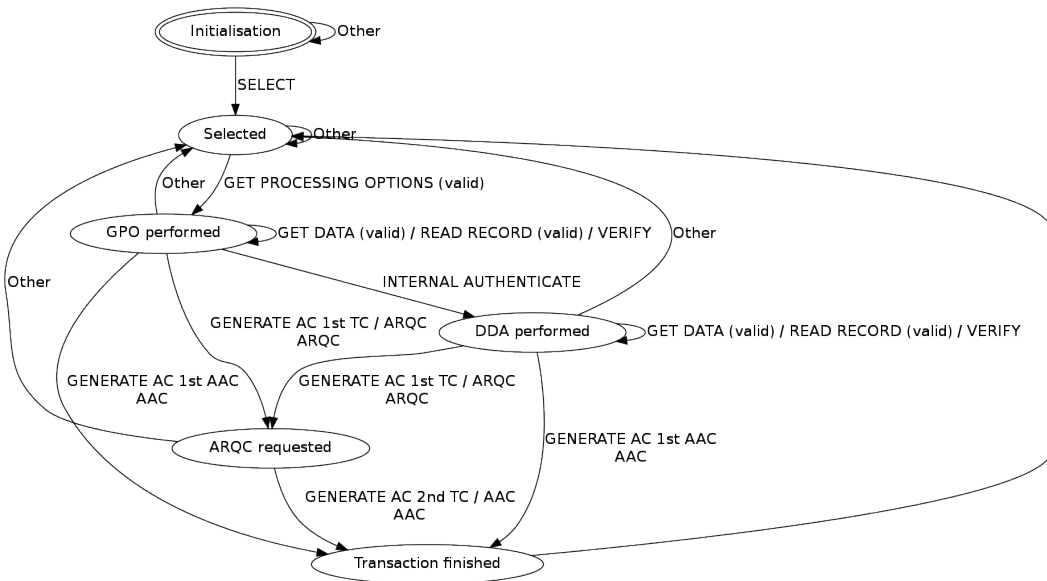 Initialisation
Other
SELECT
Selected
Other
Other
GET PROCESSING OPTIONS (valid)
GPO performed
GET DATA (valid) / READ RECORD (valid) / VERIFY
Other
Other
INTERNAL AUTHENTICATE
GENERATE AC 1st TC / ARQC
ARQC
DDA performed
GET DATA (valid) / READ RECORD (valid) / VERIFY
GENERATE AC 1st AAC
AAC
GENERATE AC 1st TC / ARQC
ARQC
ARQC requested
GENERATE AC 1st AAC
AAC
GENERATE AC 2nd TC / AAC
AAC
Transaction finished